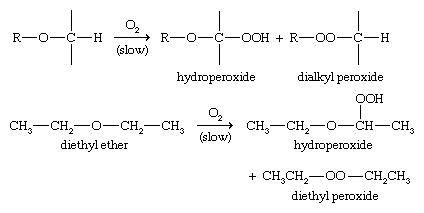 R—O—C—H O₂ (slow) R—O—C—OOH + R—OO—C—H
hydroperoxide dialkyl peroxide
OOH
CH₃—CH₂—O—CH₂—CH₃ O₂ (slow) CH₃—CH₂—O—CH—CH₃
diethyl ether hydroperoxide
+ CH₃CH₂—OO—CH₂CH₃
diethyl peroxide